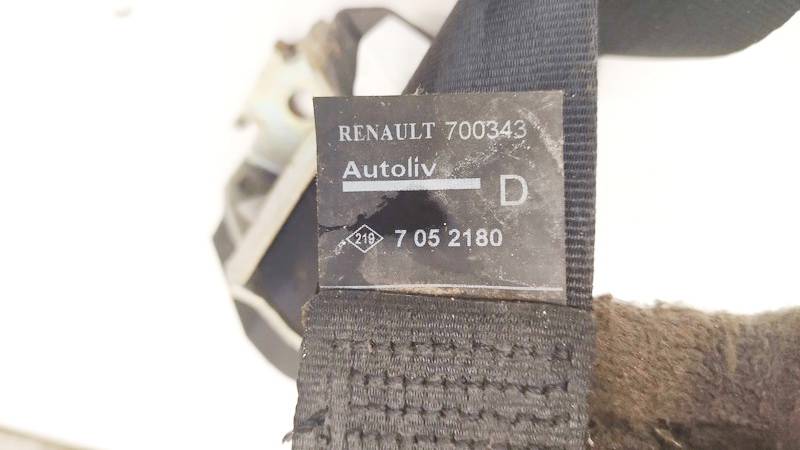 RENAULT 700343
Autoliv
D
219 7 05 2180